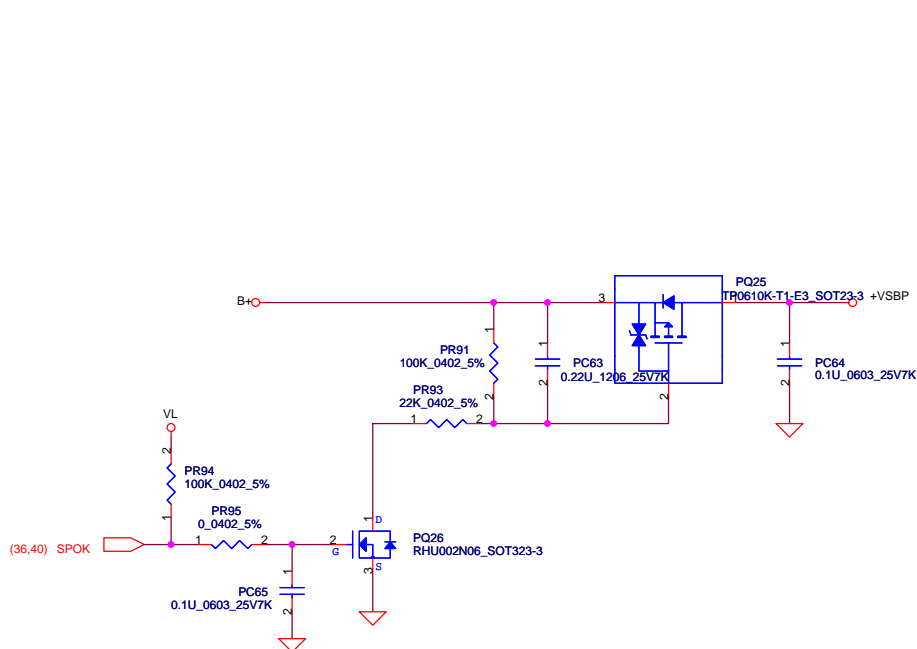 PQ25
TP0610K-T1-E3_SOT23-3
B+
3
1
+VSBP
1
PR91
100K_0402_5%
2
1
PC63
0.22U_1206_25V7K
2
2
1
PC64
0.1U_0603_25V7K
2
PR93
22K_0402_5%
1
2
VL
2
PR94
100K_0402_5%
1
PR95
0_0402_5%
(36,40) SPOK
1
2
2
G
1
D
3
S
PQ26
RHU002N06_SOT323-3
1
PC65
0.1U_0603_25V7K
2